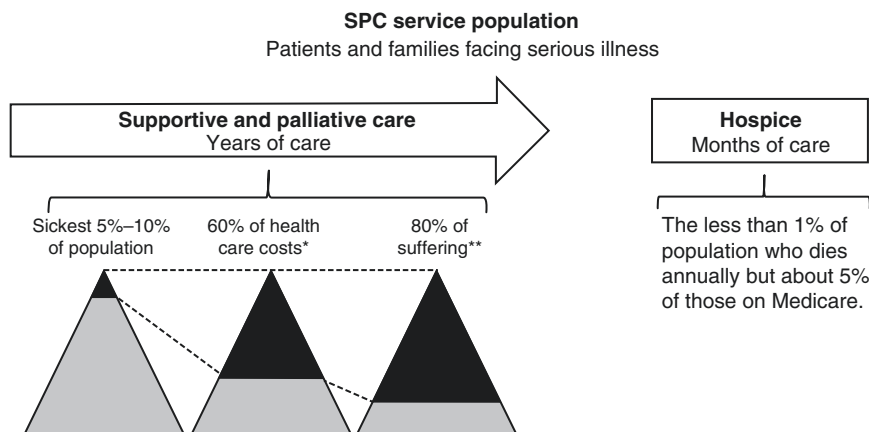 SPC service population
Patients and families facing serious illness
Supportive and palliative care
Years of care
Hospice
Months of care
Sickest 5%–10%
of population
60% of health
care costs*
80% of
suffering**
The less than 1% of
population who dies
annually but about 5%
of those on Medicare.